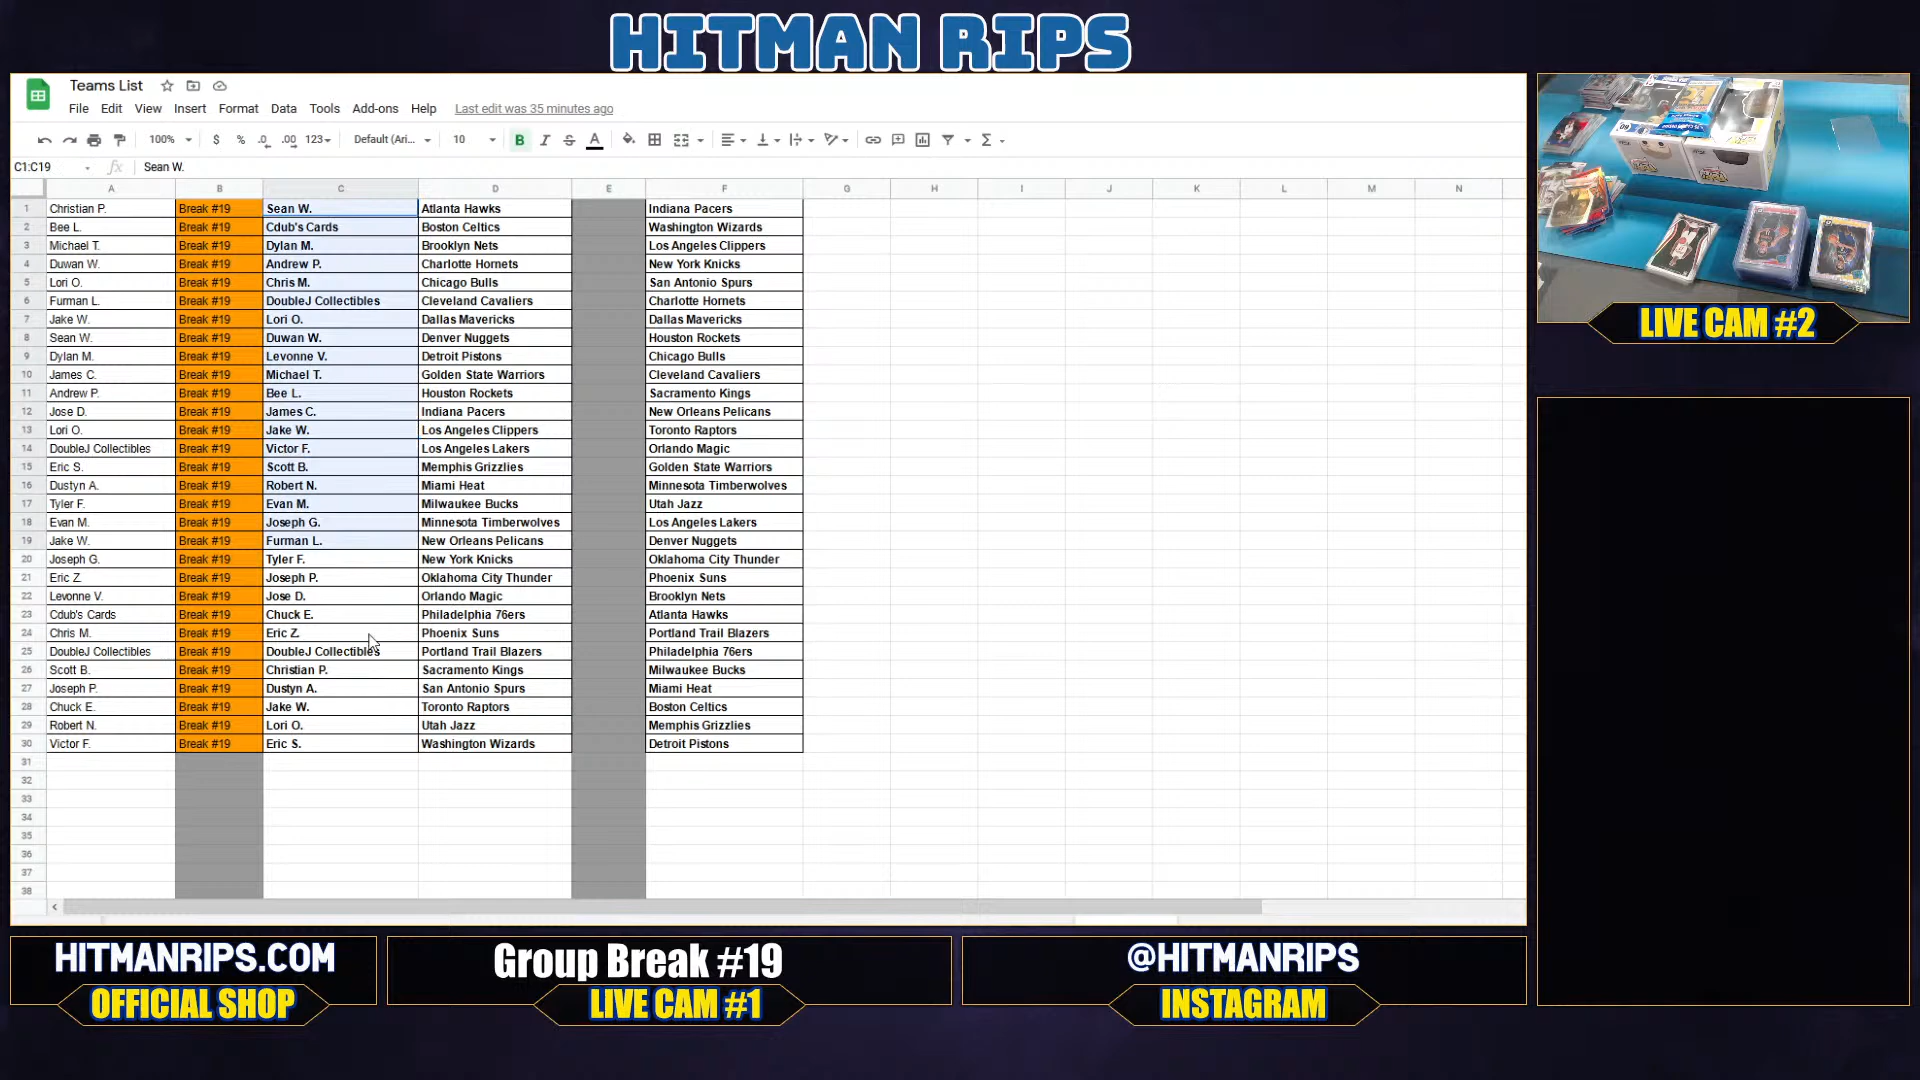 HITMAN RIPS
Teams List
File Edit View Insert Format Data Tools Add-ons Help Last edit was 35 minutes ago
100% $ % .0 .00 123 Default (Ari... 10 B I S A
C1:C19 fx Sean W.
A B C D E F G H I J K L M N
1 Christian P. Break #19 Sean W. Atlanta Hawks Indiana Pacers
2 Bee L. Break #19 Cdub's Cards Boston Celtics Washington Wizards
3 Michael T. Break #19 Dylan M. Brooklyn Nets Los Angeles Clippers
4 Duwan W. Break #19 Andrew P. Charlotte Hornets New York Knicks
5 Lori O. Break #19 Chris M. Chicago Bulls San Antonio Spurs
6 Furman L. Break #19 DoubleJ Collectibles Cleveland Cavaliers Charlotte Hornets
7 Jake W. Break #19 Lori O. Dallas Mavericks Dallas Mavericks
8 Sean W. Break #19 Duwan W. Denver Nuggets Houston Rockets
9 Dylan M. Break #19 Levonne V. Detroit Pistons Chicago Bulls
10 James C. Break #19 Michael T. Golden State Warriors Cleveland Cavaliers
11 Andrew P. Break #19 Bee L. Houston Rockets Sacramento Kings
12 Jose D. Break #19 James C. Indiana Pacers New Orleans Pelicans
13 Lori O. Break #19 Jake W. Los Angeles Clippers Toronto Raptors
14 DoubleJ Collectibles Break #19 Victor F. Los Angeles Lakers Orlando Magic
15 Eric S. Break #19 Scott B. Memphis Grizzlies Golden State Warriors
16 Dustyn A. Break #19 Robert N. Miami Heat Minnesota Timberwolves
17 Tyler F. Break #19 Evan M. Milwaukee Bucks Utah Jazz
18 Evan M. Break #19 Joseph G. Minnesota Timberwolves Los Angeles Lakers
19 Jake W. Break #19 Furman L. New Orleans Pelicans Denver Nuggets
20 Joseph G. Break #19 Tyler F. New York Knicks Oklahoma City Thunder
21 Eric Z. Break #19 Joseph P. Oklahoma City Thunder Phoenix Suns
22 Levonne V. Break #19 Jose D. Orlando Magic Brooklyn Nets
23 Cdub's Cards Break #19 Chuck E. Philadelphia 76ers Atlanta Hawks
24 Chris M. Break #19 Eric Z. Phoenix Suns Portland Trail Blazers
25 DoubleJ Collectibles Break #19 DoubleJ Collectibles Portland Trail Blazers Philadelphia 76ers
26 Scott B. Break #19 Christian P. Sacramento Kings Milwaukee Bucks
27 Joseph P. Break #19 Dustyn A. San Antonio Spurs Miami Heat
28 Chuck E. Break #19 Jake W. Toronto Raptors Boston Celtics
29 Robert N. Break #19 Lori O. Utah Jazz Memphis Grizzlies
30 Victor F. Break #19 Eric S. Washington Wizards Detroit Pistons
31
32
33
34
35
36
37
38
LIVE CAM #2
HITMANRIPS.COM
OFFICIAL SHOP
Group Break #19
LIVE CAM #1
@HITMANRIPS
INSTAGRAM